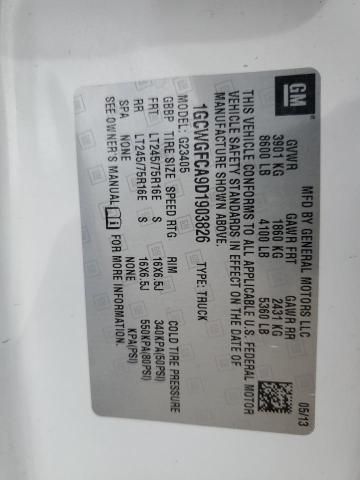 GM
MFD BY GENERAL MOTORS LLC 05/13
GVWR GAWR FRT GAWR RR
3901 KG 1860 KG 2431 KG
8600 LB 4100 LB 5360 LB
THIS VEHICLE CONFORMS TO ALL APPLICABLE U.S. FEDERAL MOTOR
VEHICLE SAFETY STANDARDS IN EFFECT ON THE DATE OF
MANUFACTURE SHOWN ABOVE.
1GCWGFCA9D1903826 TYPE: TRUCK
MODEL: G23405
GBBP TIRE SIZE SPEED RTG RIM COLD TIRE PRESSURE
FRT LT245/75R16E S 16X6.5J 340KPA(50PSI)
RR LT245/75R16E S 16X6.5J 550KPA(80PSI)
SPA NONE NONE KPA(PSI)
SEE OWNER'S MANUAL FOR MORE INFORMATION.